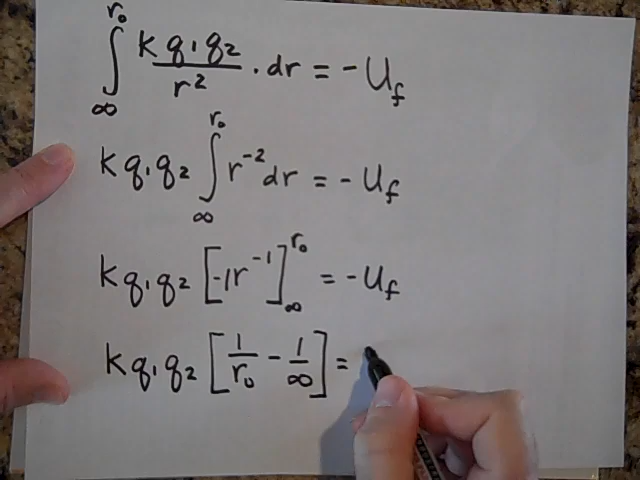 ∫_∞^{r₀} kq₁q₂/r² · dr = -U_f
kq₁q₂ ∫_∞^{r₀} r⁻² dr = -U_f
kq₁q₂ [-1r⁻¹]_∞^{r₀} = -U_f
kq₁q₂ [1/r₀ - 1/∞] =